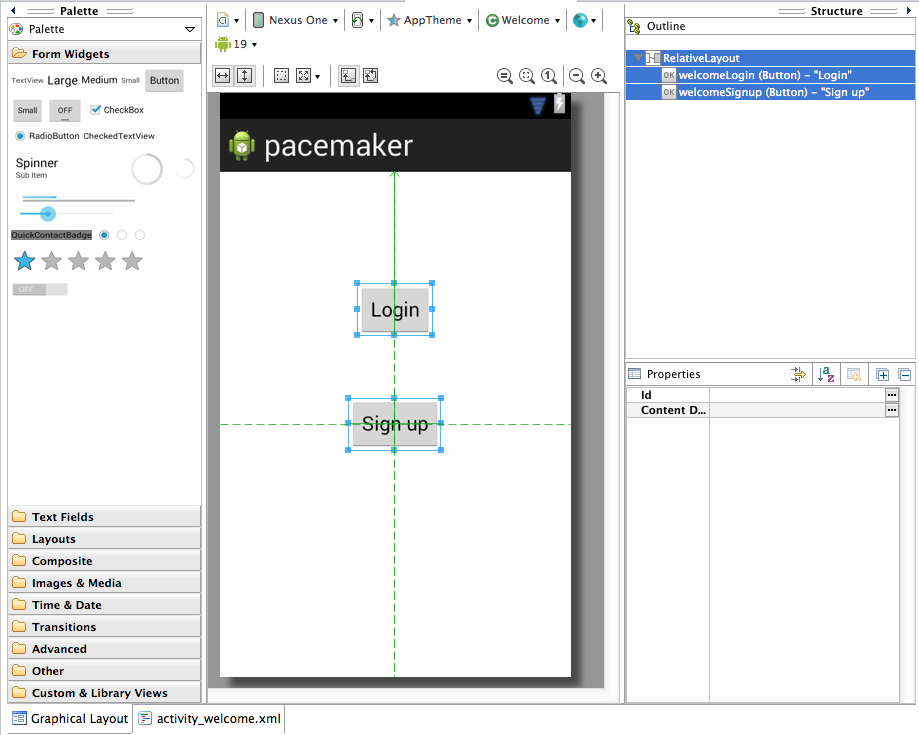 Palette
Palette
Form Widgets
TextView Large Medium Small Button
Small OFF CheckBox
RadioButton CheckedTextView
Spinner
Sub Item
QuickContactBadge
OFF
Text Fields
Layouts
Composite
Images & Media
Time & Date
Transitions
Advanced
Other
Custom & Library Views
Nexus One
AppTheme
C Welcome
19
1
pacemaker
Login
Sign up
Structure
Outline
RelativeLayout
OK welcomeLogin (Button) – "Login"
OK welcomeSignup (Button) – "Sign up"
Properties
a
z
Id ...
Content D... ...
Graphical Layout
activity_welcome.xml